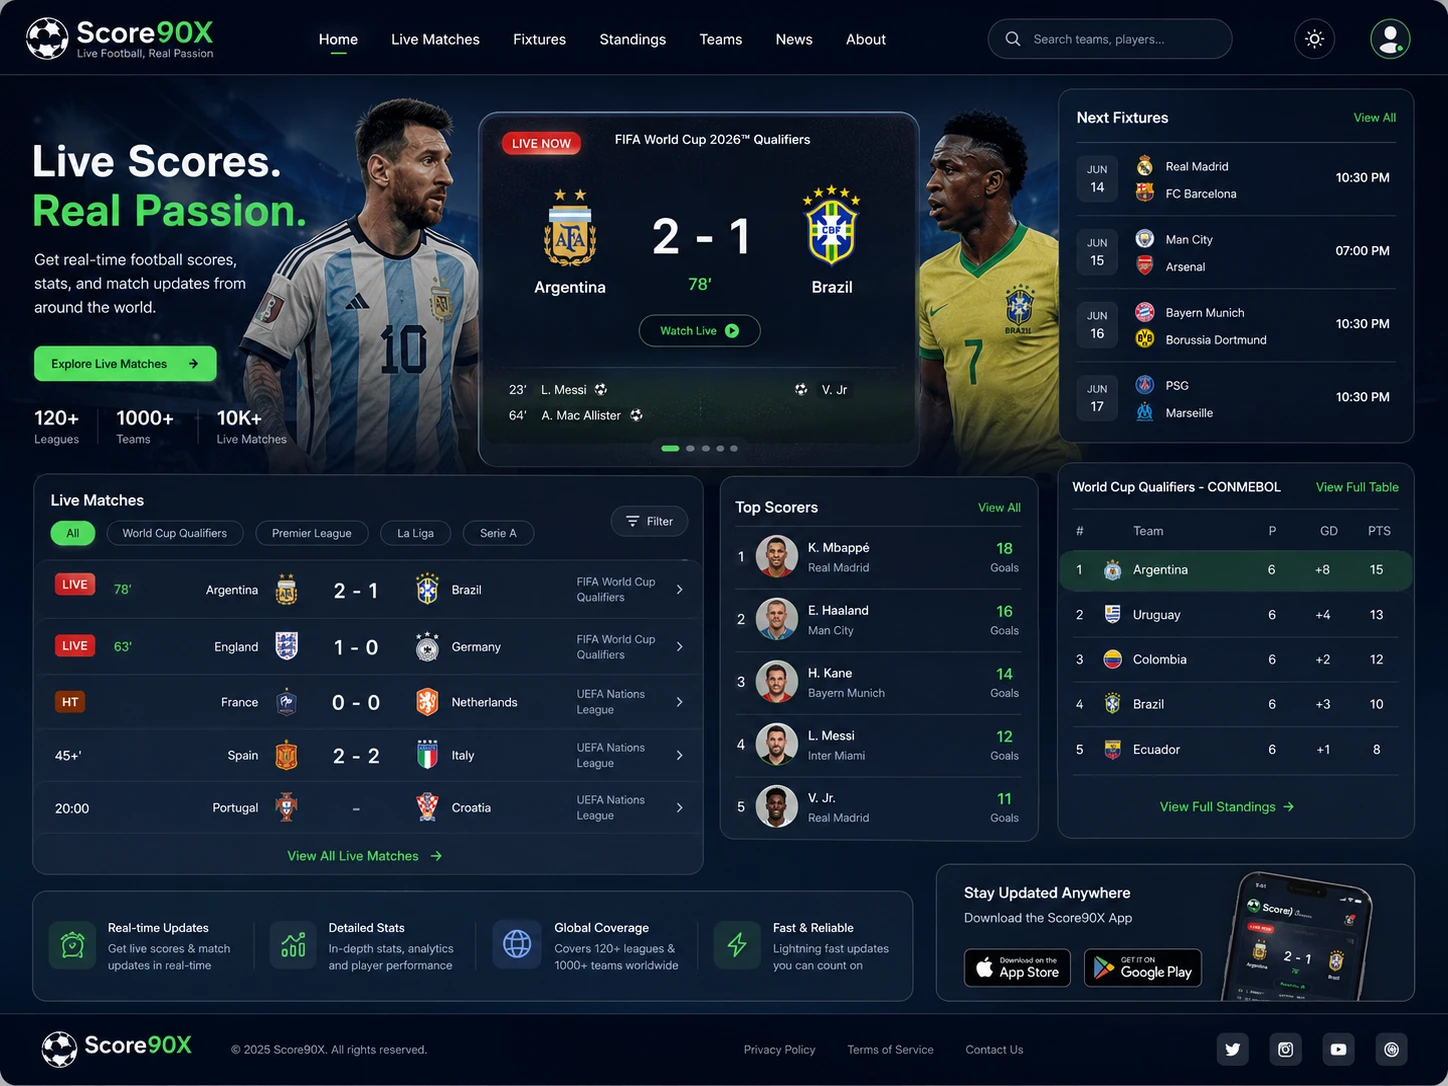 Score90X
Live Football, Real Passion
Home
Live Matches
Fixtures
Standings
Teams
News
About
Search teams, players...
Live Scores.
Real Passion.
Get real-time football scores,
stats, and match updates from
around the world.
Explore Live Matches
120+
Leagues
1000+
Teams
10K+
Live Matches
10
LIVE NOW
FIFA World Cup 2026™ Qualifiers
AFA
Argentina
2 - 1
78'
CBF
Brazil
Watch Live
23' L. Messi
V. Jr
64' A. Mac Allister
BRAZIL
7
Next Fixtures
View All
JUN
14
Real Madrid
FC Barcelona
10:30 PM
JUN
15
Man City
Arsenal
07:00 PM
JUN
16
Bayern Munich
Borussia Dortmund
10:30 PM
JUN
17
PSG
Marseille
10:30 PM
Live Matches
All
World Cup Qualifiers
Premier League
La Liga
Serie A
Filter
LIVE 78' Argentina 2 - 1 Brazil
FIFA World Cup
Qualifiers
LIVE 63' England 1 - 0 Germany
FIFA World Cup
Qualifiers
HT France 0 - 0 Netherlands
UEFA Nations
League
45+' Spain 2 - 2 Italy
UEFA Nations
League
20:00 Portugal - Croatia
UEFA Nations
League
View All Live Matches
Top Scorers
View All
1
K. Mbappé
Real Madrid
18
Goals
2
E. Haaland
Man City
16
Goals
3
H. Kane
Bayern Munich
14
Goals
4
L. Messi
Inter Miami
12
Goals
5
V. Jr.
Real Madrid
11
Goals
World Cup Qualifiers - CONMEBOL
View Full Table
# Team P GD PTS
1 Argentina 6 +8 15
2 Uruguay 6 +4 13
3 Colombia 6 +2 12
4 Brazil 6 +3 10
5 Ecuador 6 +1 8
View Full Standings
Real-time Updates
Get live scores & match
updates in real-time
Detailed Stats
In-depth stats, analytics
and player performance
Global Coverage
Covers 120+ leagues &
1000+ teams worldwide
Fast & Reliable
Lightning fast updates
you can count on
Stay Updated Anywhere
Download the Score90X App
Download on the
App Store
GET IT ON
Google Play
LIVE NOW
2 - 1
Argentina
78'
Brazil
Score90X
© 2025 Score90X. All rights reserved.
Privacy Policy
Terms of Service
Contact Us